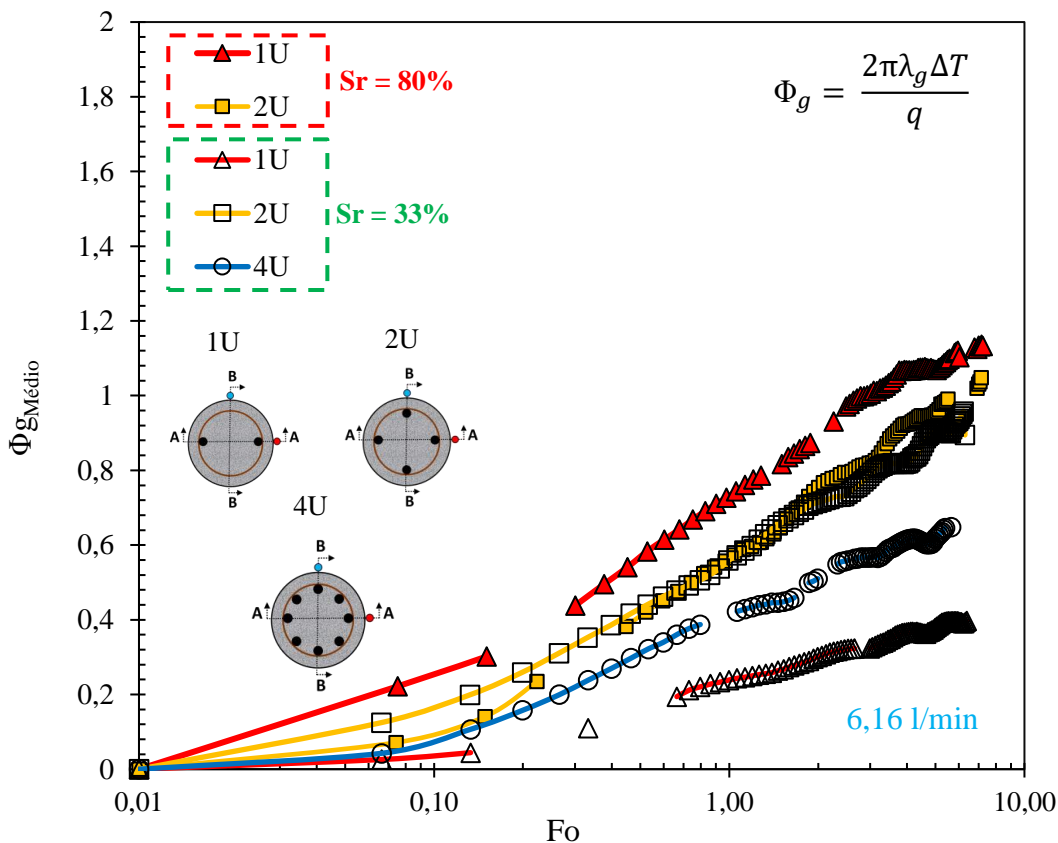 2
1,8
1,6
1,4
1,2
1
0,8
0,6
0,4
0,2
0
ΦgMédio
1U
2U
Sr = 80%
1U
2U
4U
Sr = 33%
Φg = 2πλgΔT / q
1U
B
A
A
B
2U
B
A
A
B
4U
B
A
A
B
6,16 l/min
0,01
0,10
1,00
10,00
Fo